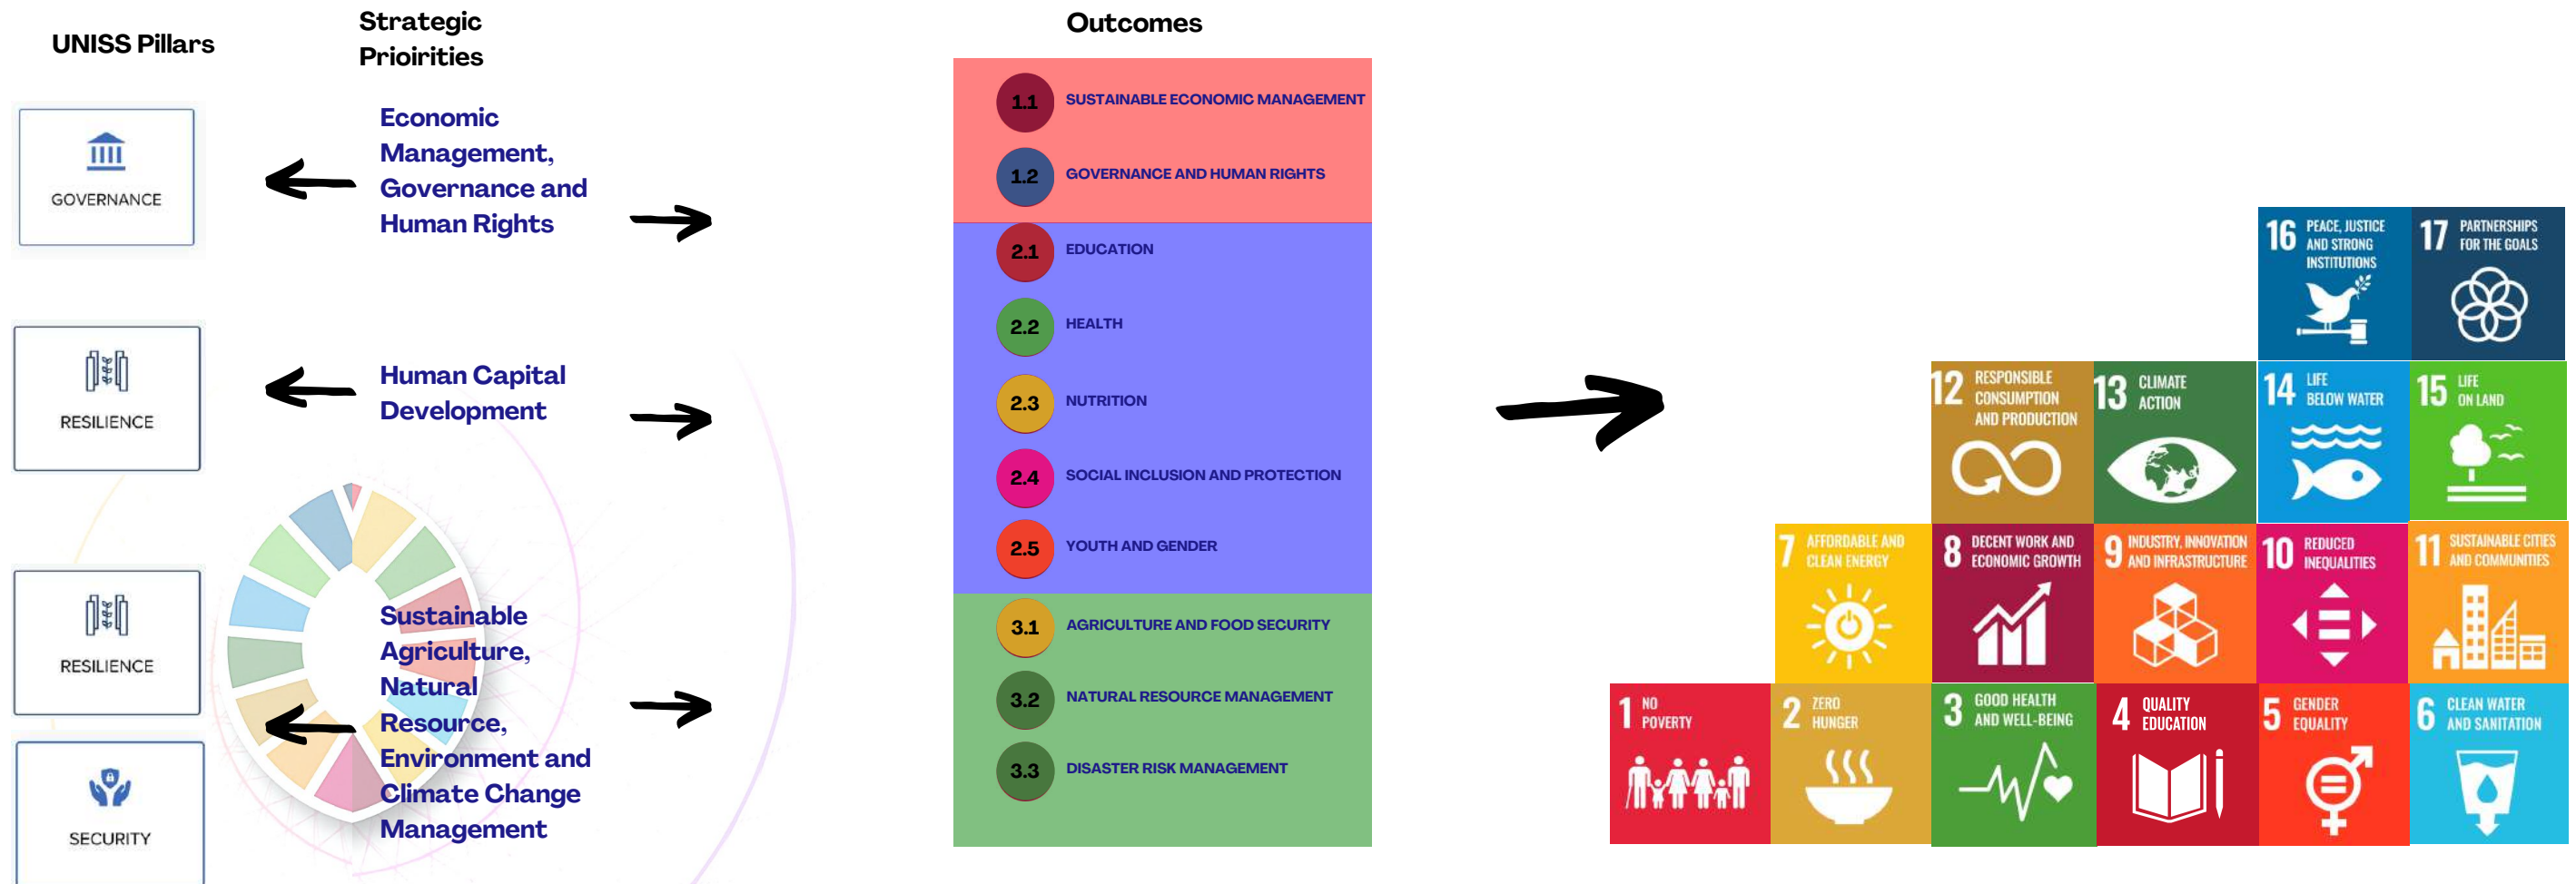 UNISS Pillars
Strategic
Prioirities
Outcomes
GOVERNANCE
RESILIENCE
RESILIENCE
SECURITY
Economic
Management,
Governance and
Human Rights
Human Capital
Development
Sustainable
Agriculture,
Natural
Resource,
Environment and
Climate Change
Management
1.1 SUSTAINABLE ECONOMIC MANAGEMENT
1.2 GOVERNANCE AND HUMAN RIGHTS
2.1 EDUCATION
2.2 HEALTH
2.3 NUTRITION
2.4 SOCIAL INCLUSION AND PROTECTION
2.5 YOUTH AND GENDER
3.1 AGRICULTURE AND FOOD SECURITY
3.2 NATURAL RESOURCE MANAGEMENT
3.3 DISASTER RISK MANAGEMENT
16 PEACE, JUSTICE
AND STRONG
INSTITUTIONS
17 PARTNERSHIPS
FOR THE GOALS
12 RESPONSIBLE
CONSUMPTION
AND PRODUCTION
13 CLIMATE
ACTION
14 LIFE
BELOW WATER
15 LIFE
ON LAND
7 AFFORDABLE AND
CLEAN ENERGY
8 DECENT WORK AND
ECONOMIC GROWTH
9 INDUSTRY, INNOVATION
AND INFRASTRUCTURE
10 REDUCED
INEQUALITIES
11 SUSTAINABLE CITIES
AND COMMUNITIES
1 NO
POVERTY
2 ZERO
HUNGER
3 GOOD HEALTH
AND WELL-BEING
4 QUALITY
EDUCATION
5 GENDER
EQUALITY
6 CLEAN WATER
AND SANITATION